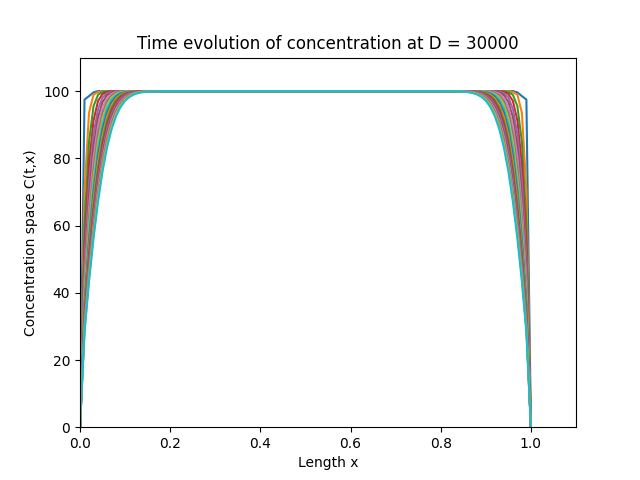 Time evolution of concentration at D = 30000
Concentration space C(t,x)
100
80
60
40
20
0
0.0 0.2 0.4 0.6 0.8 1.0
Length x